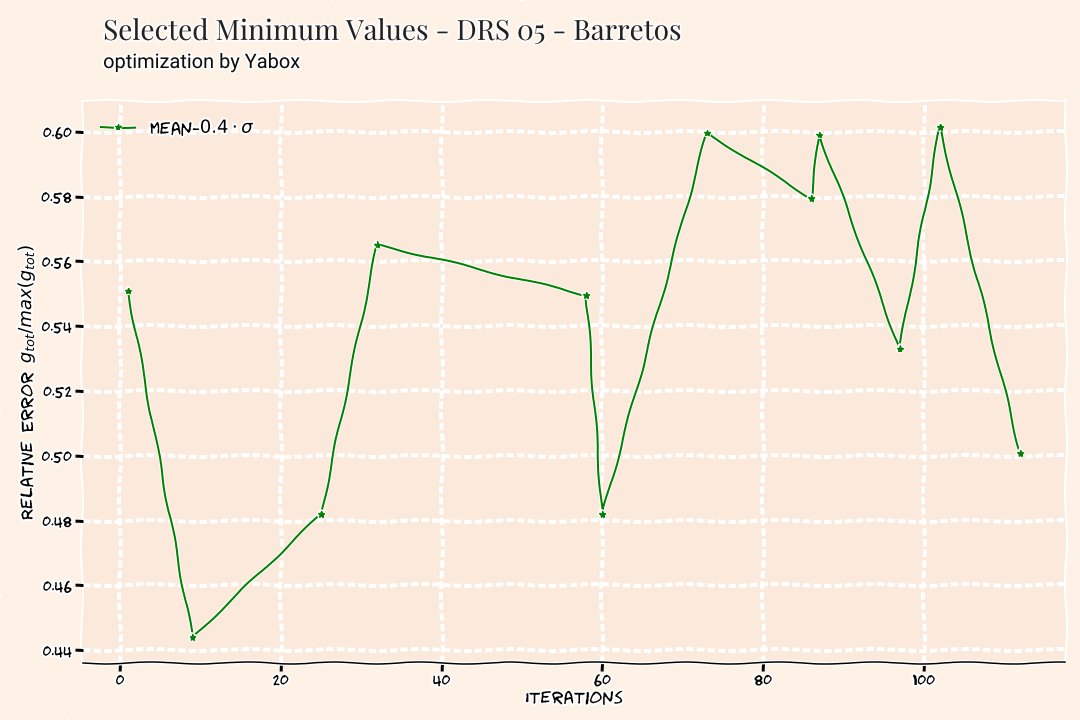 Selected Minimum Values - DRS 05 - Barretos
optimization by Yabox
MEAN-0.4 · σ
0.60
0.58
0.56
0.54
0.52
0.50
0.48
0.46
0.44
RELATIVE ERROR g_tot/max(g_tot)
0 20 40 60 80 100
ITERATIONS